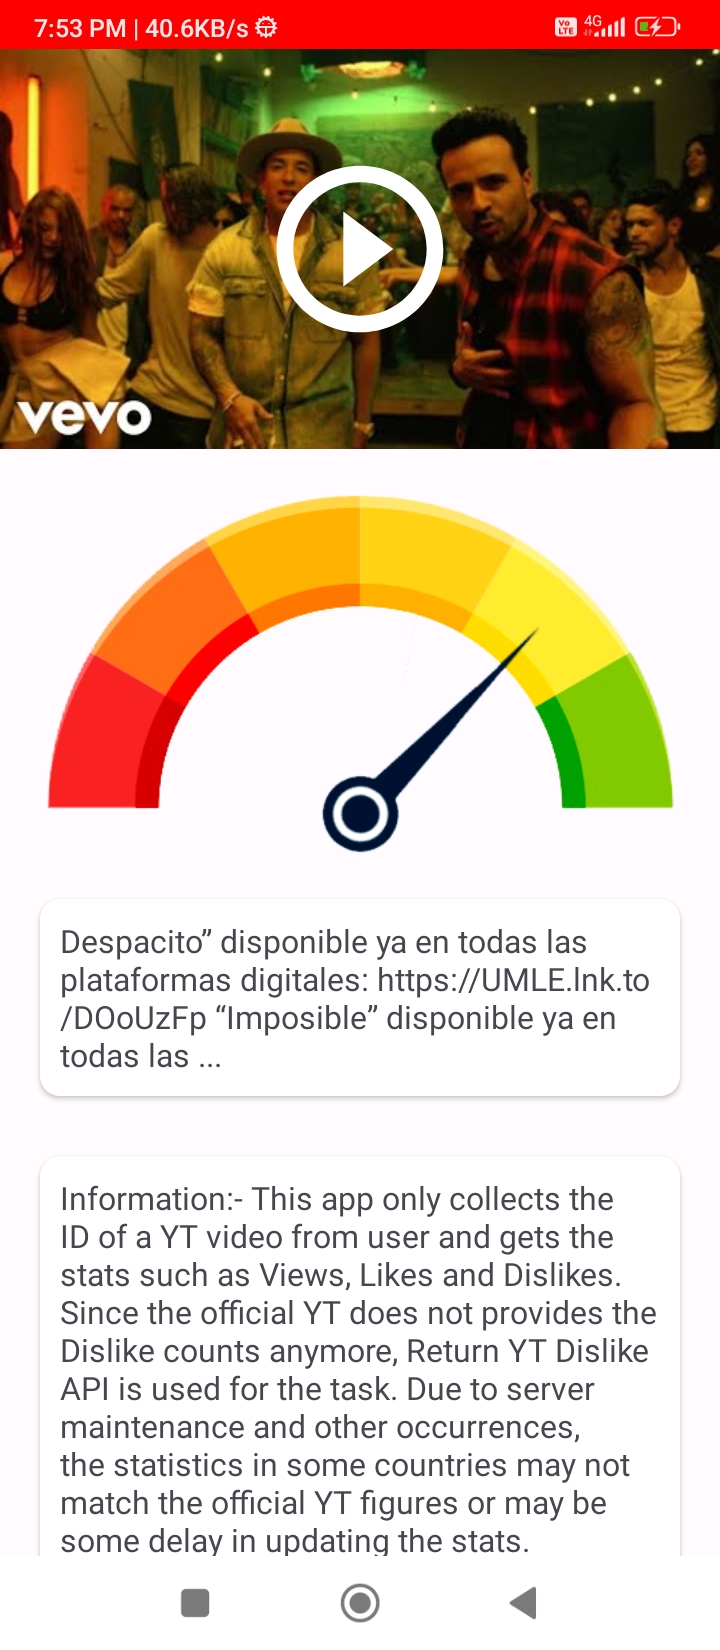 7:53 PM | 40.6KB/s
Vo LTE
4G
vevo
Despacito” disponible ya en todas las
plataformas digitales: https://UMLE.lnk.to
/DOoUzFp “Imposible” disponible ya en
todas las ...
Information:- This app only collects the
ID of a YT video from user and gets the
stats such as Views, Likes and Dislikes.
Since the official YT does not provides the
Dislike counts anymore, Return YT Dislike
API is used for the task. Due to server
maintenance and other occurrences,
the statistics in some countries may not
match the official YT figures or may be
some delay in updating the stats.